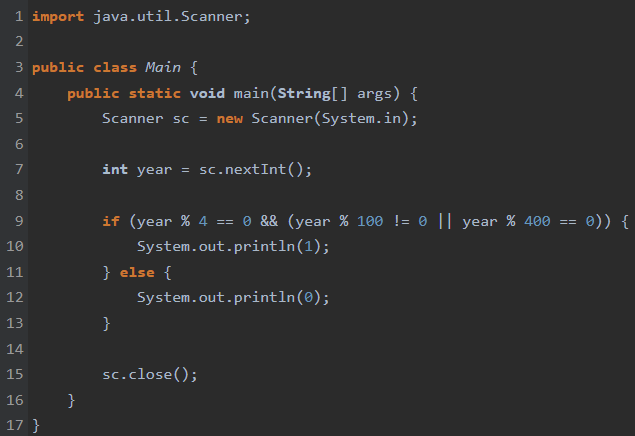 1 import java.util.Scanner;
2
3 public class Main {
4     public static void main(String[] args) {
5         Scanner sc = new Scanner(System.in);
6
7         int year = sc.nextInt();
8
9         if (year % 4 == 0 && (year % 100 != 0 || year % 400 == 0)) {
10             System.out.println(1);
11         } else {
12             System.out.println(0);
13         }
14
15         sc.close();
16     }
17 }